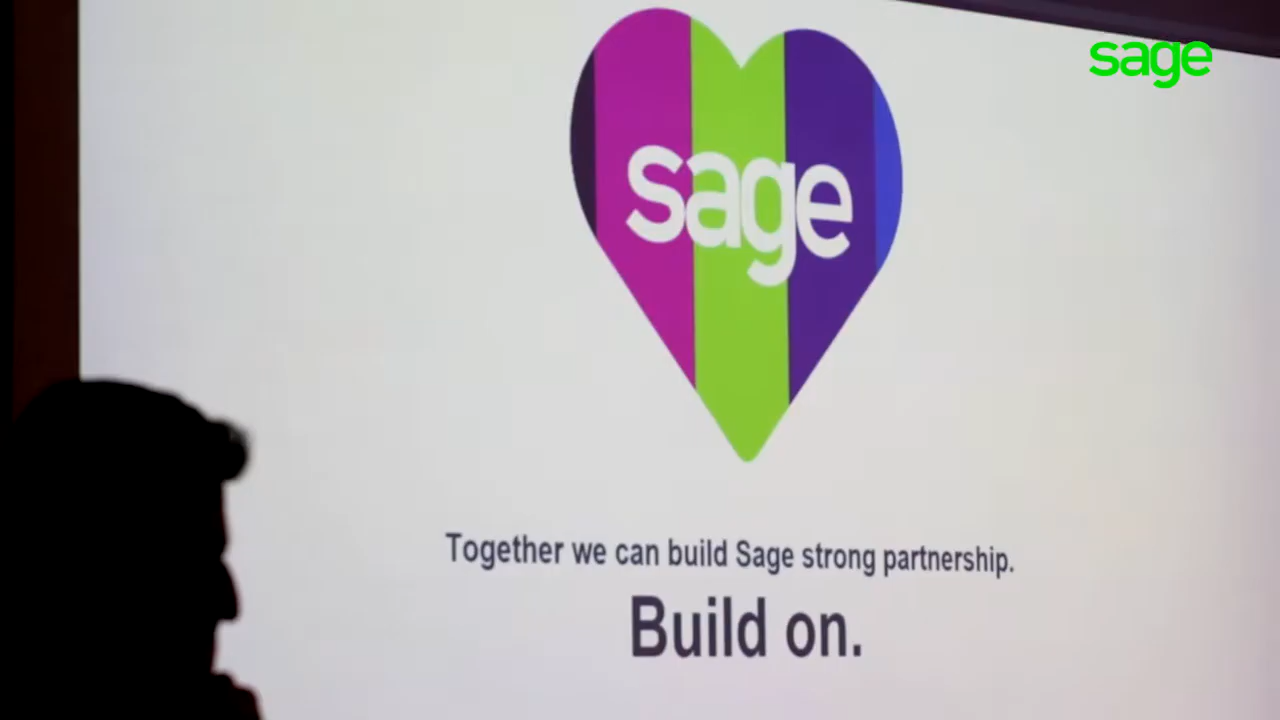 sage
sage
Together we can build Sage strong partnership.
Build on.